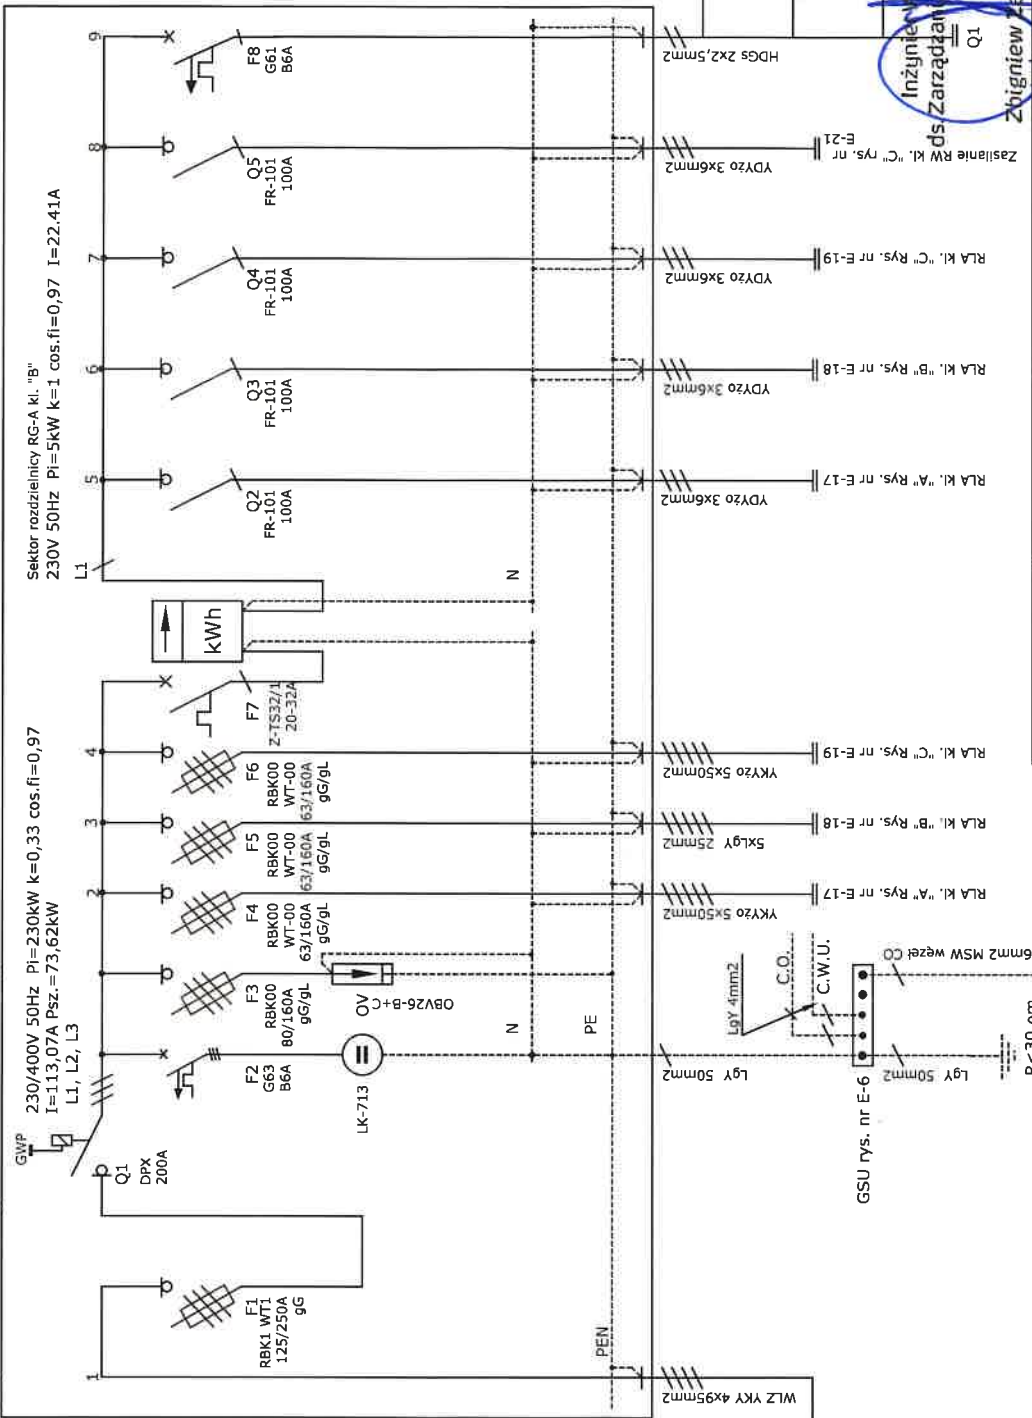 Sektor rozdzielnicy RG-A kl. "B"
230V 50Hz Pi=5kW k=1 cos.fi=0,97 I=22.41A
L1
230/400V 50Hz Pi=230kW k=0,33 cos.fi=0,97
I=113,07A Psz.=73,62kW
L1, L2, L3
GWP
Q1
DPX
200A
F1
RBK1 WT1
125/250A
gG
F2
G63
B6A
LK-713
F3
RBK00
80/160A
gG/gL
OV
OBV26-B+C
F4
RBK00
WT-00
63/160A
gG/gL
F5
RBK00
WT-00
63/160A
gG/gL
F6
RBK00
WT-00
63/160A
gG/gL
F7
Z-TS32/1
20-32A
kWh
Q2
FR-101
100A
Q3
FR-101
100A
Q4
FR-101
100A
Q5
FR-101
100A
F8
G61
B6A
1
2
3
4
5
6
7
8
9
N
N
PE
PEN
WLZ YKY 4x95mm2
LgY 50mm2
YKYżo 5x50mm2
5xLgY 25mm2
YKYżo 5x50mm2
YDYżo 3x6mm2
YDYżo 3x6mm2
YDYżo 3x6mm2
YDYżo 3x6mm2
HDGs 2x2,5mm2
LgY 4mm2
C.O.
C.W.U.
GSU rys. nr E-6
LgY 50mm2
6mm2 MSW węzeł CO
R<30 om
RLA kl. "A" Rys. nr E-17
RLA kl. "B" Rys. nr E-18
RLA kl. "C" Rys. nr E-19
RLA kl. "A" Rys. nr E-17
RLA kl. "B" Rys. nr E-18
RLA kl. "C" Rys. nr E-19
Zasilanie RW kl. "C" rys. nr
E-21
Q1
Inżynier
ds. Zarządzan
Zbigniew